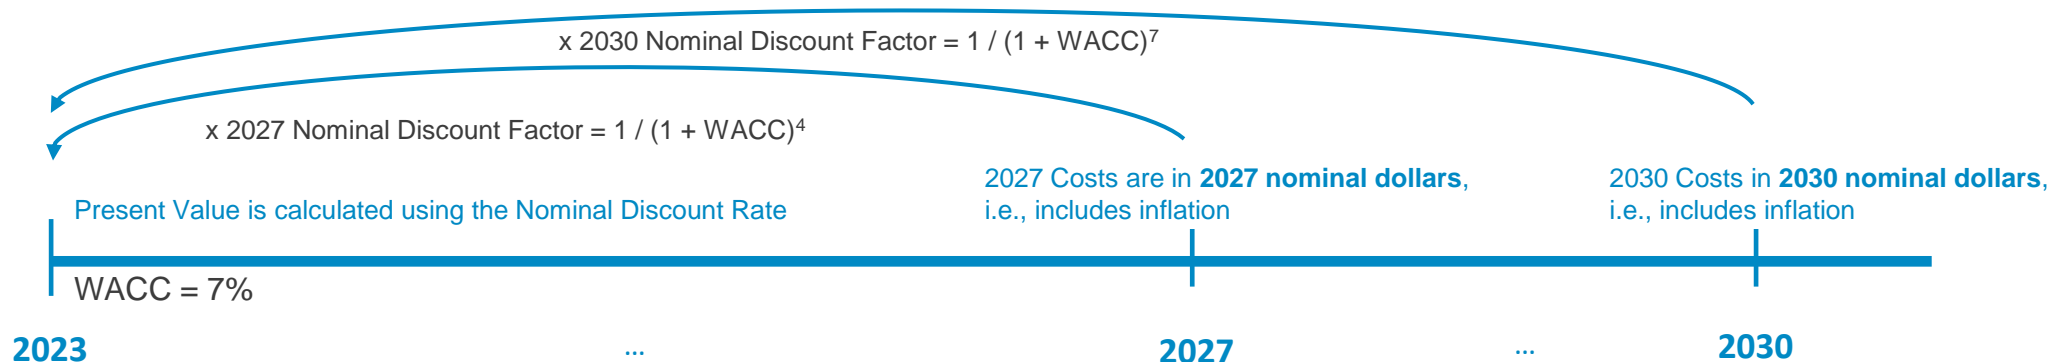 x 2030 Nominal Discount Factor = 1 / (1 + WACC)⁷
x 2027 Nominal Discount Factor = 1 / (1 + WACC)⁴
Present Value is calculated using the Nominal Discount Rate
2027 Costs are in 2027 nominal dollars,
i.e., includes inflation
2030 Costs in 2030 nominal dollars,
i.e., includes inflation
WACC = 7%
2023
...
2027
...
2030